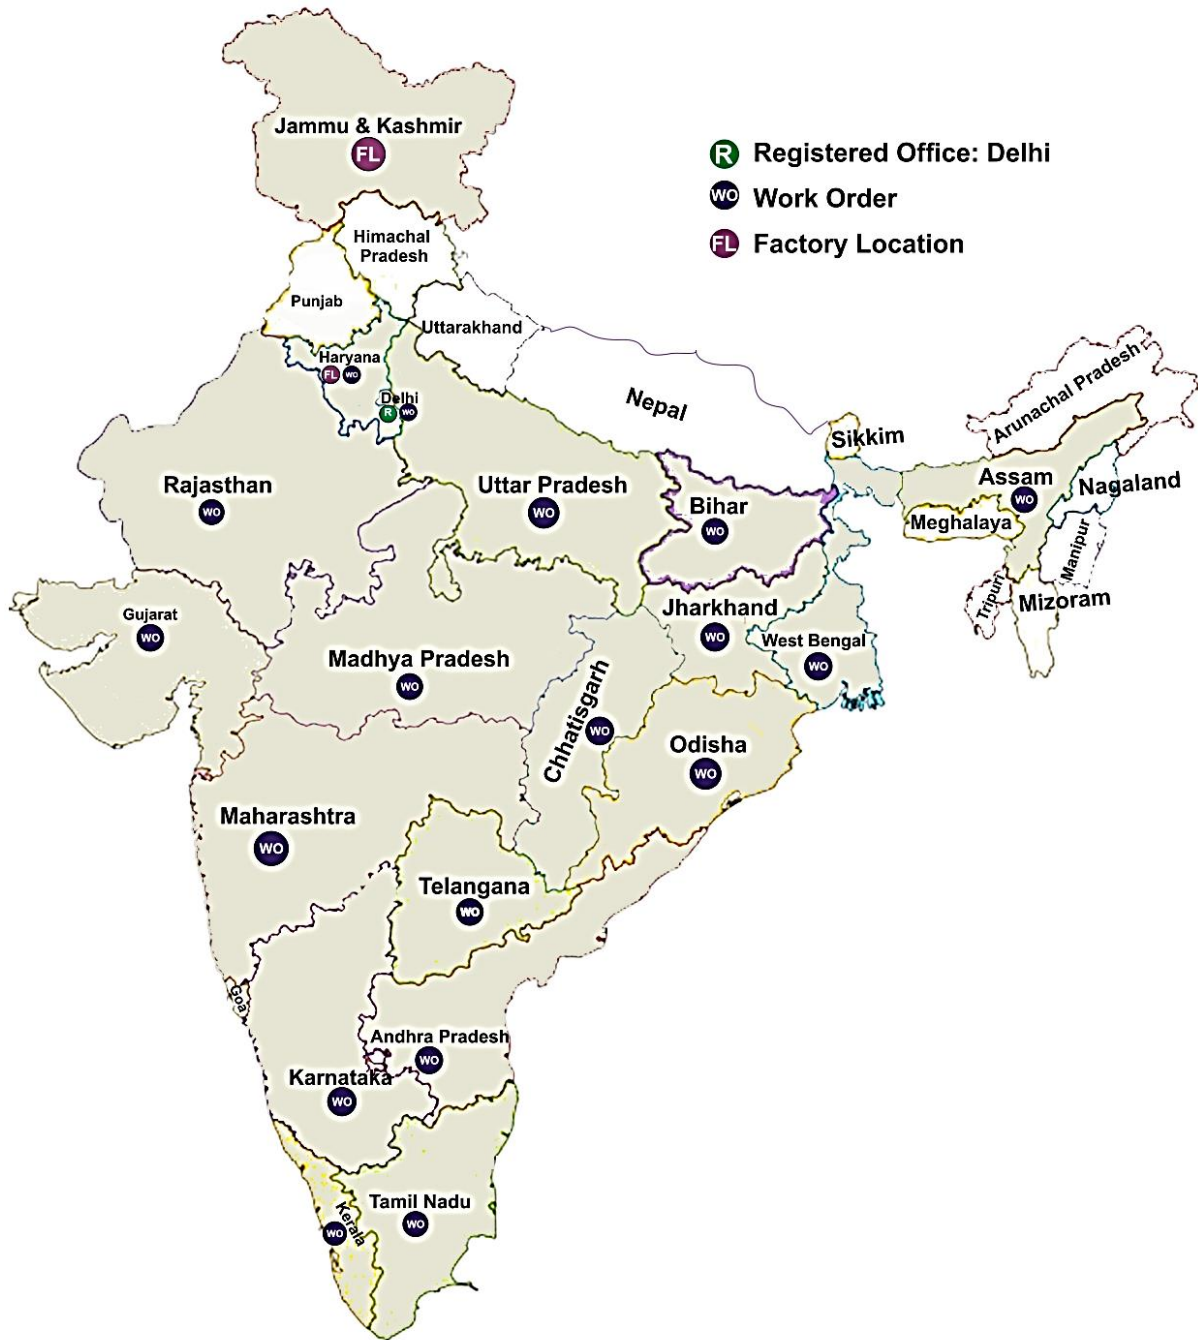 Jammu & Kashmir
FL
R Registered Office: Delhi
WO Work Order
FL Factory Location
Himachal
Pradesh
Punjab
Uttarakhand
Haryana
FL WO
Delhi
R WO
Nepal
Sikkim
Arunachal Pradesh
Assam
WO
Nagaland
Meghalaya
Manipur
Tripuri
Mizoram
Rajasthan
WO
Uttar Pradesh
WO
Bihar
WO
Gujarat
WO
Madhya Pradesh
WO
Jharkhand
WO
West Bengal
WO
Chhatisgarh
WO
Odisha
WO
Maharashtra
WO
Telangana
WO
Goa
Andhra Pradesh
WO
Karnataka
WO
Tamil Nadu
WO
Kerala
WO